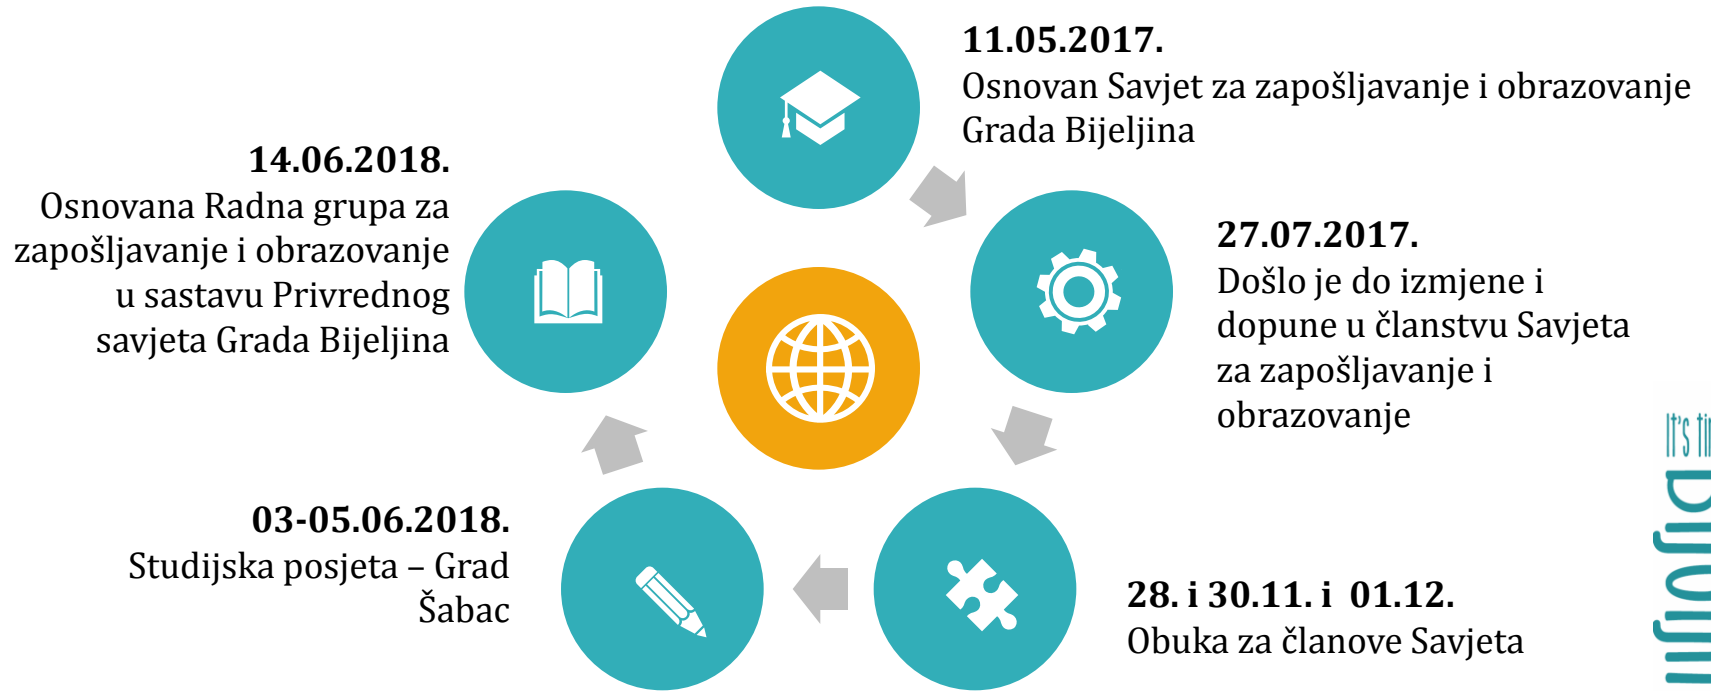 11.05.2017.
Osnovan Savjet za zapošljavanje i obrazovanje
Grada Bijeljina
27.07.2017.
Došlo je do izmjene i
dopune u članstvu Savjeta
za zapošljavanje i
obrazovanje
28. i 30.11. i  01.12.
Obuka za članove Savjeta
03-05.06.2018.
Studijska posjeta – Grad
Šabac
14.06.2018.
Osnovana Radna grupa za
zapošljavanje i obrazovanje
u sastavu Privrednog
savjeta Grada Bijeljina
It's